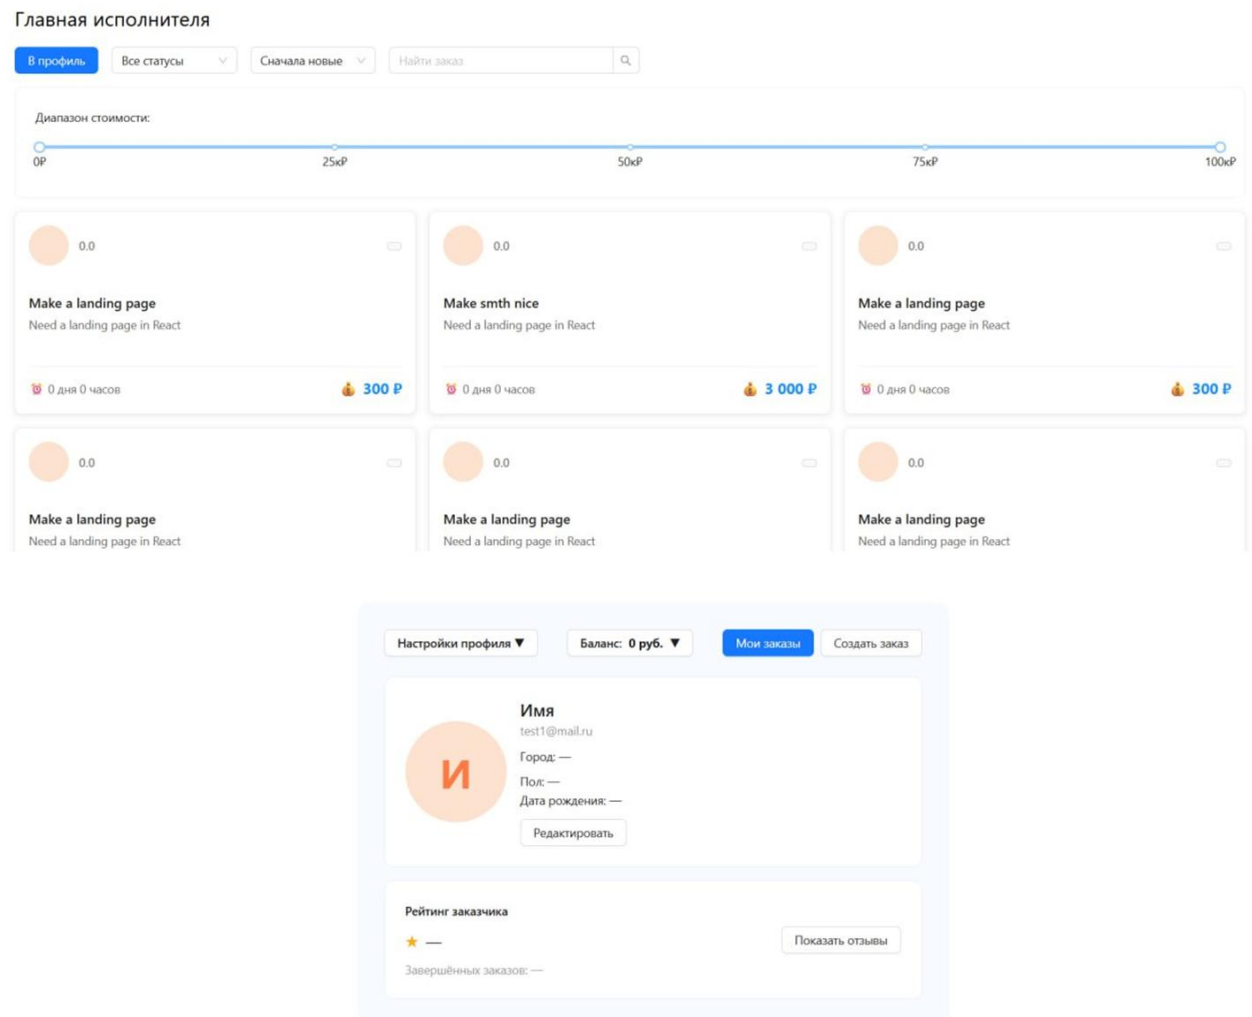 Главная исполнителя
В профиль Все статусы Сначала новые Найти заказ
Диапазон стоимости:
0₽ 25к₽ 50к₽ 75к₽ 100к₽
0.0 0.0 0.0
Make a landing page Make smth nice Make a landing page
Need a landing page in React Need a landing page in React Need a landing page in React
0 дня 0 часов 300 ₽ 0 дня 0 часов 3 000 ₽ 0 дня 0 часов 300 ₽
0.0 0.0 0.0
Make a landing page Make a landing page Make a landing page
Need a landing page in React Need a landing page in React Need a landing page in React
Настройки профиля ▼ Баланс: 0 руб. ▼ Мои заказы Создать заказ
И
Имя
test1@mail.ru
Город: —
Пол: —
Дата рождения: —
Редактировать
Рейтинг заказчика
★ — Показать отзывы
Завершённых заказов: —